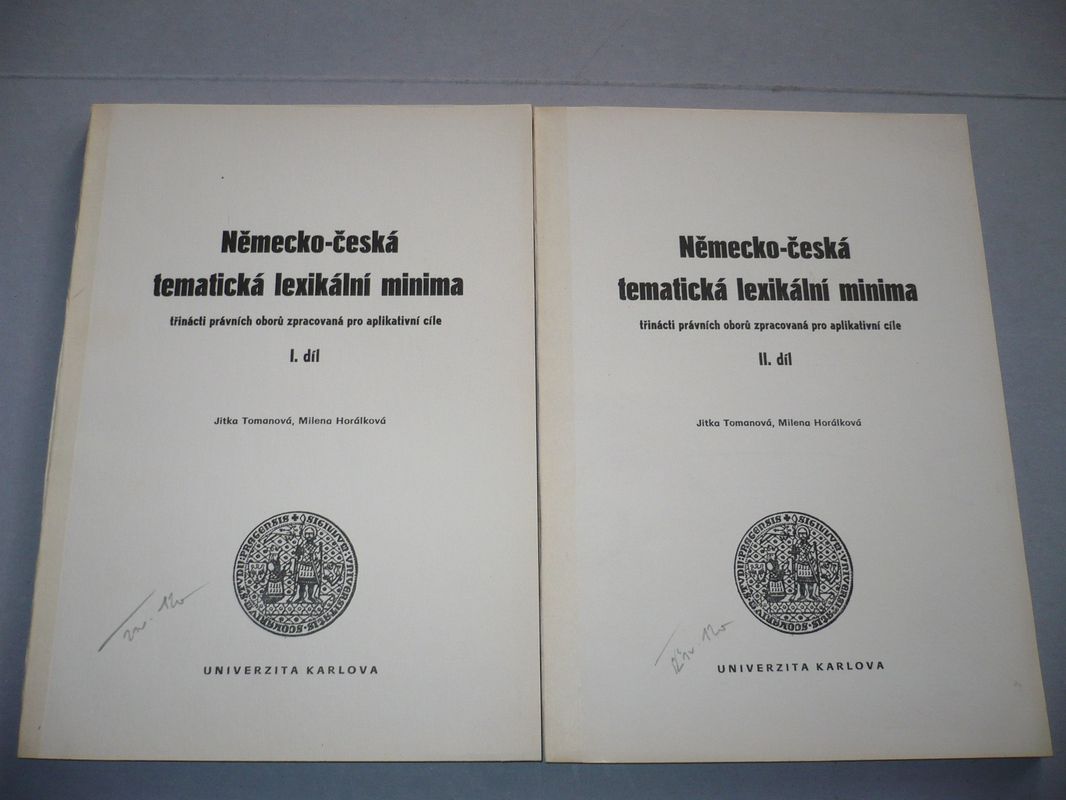 Německo-česká
tematická lexikální minima
třinácti právních oborů zpracovaná pro aplikativní cíle
I. díl
Jitka Tomanová, Milena Horálková
UNIVERZITA KARLOVA
Německo-česká
tematická lexikální minima
třinácti právních oborů zpracovaná pro aplikativní cíle
II. díl
Jitka Tomanová, Milena Horálková
UNIVERZITA KARLOVA